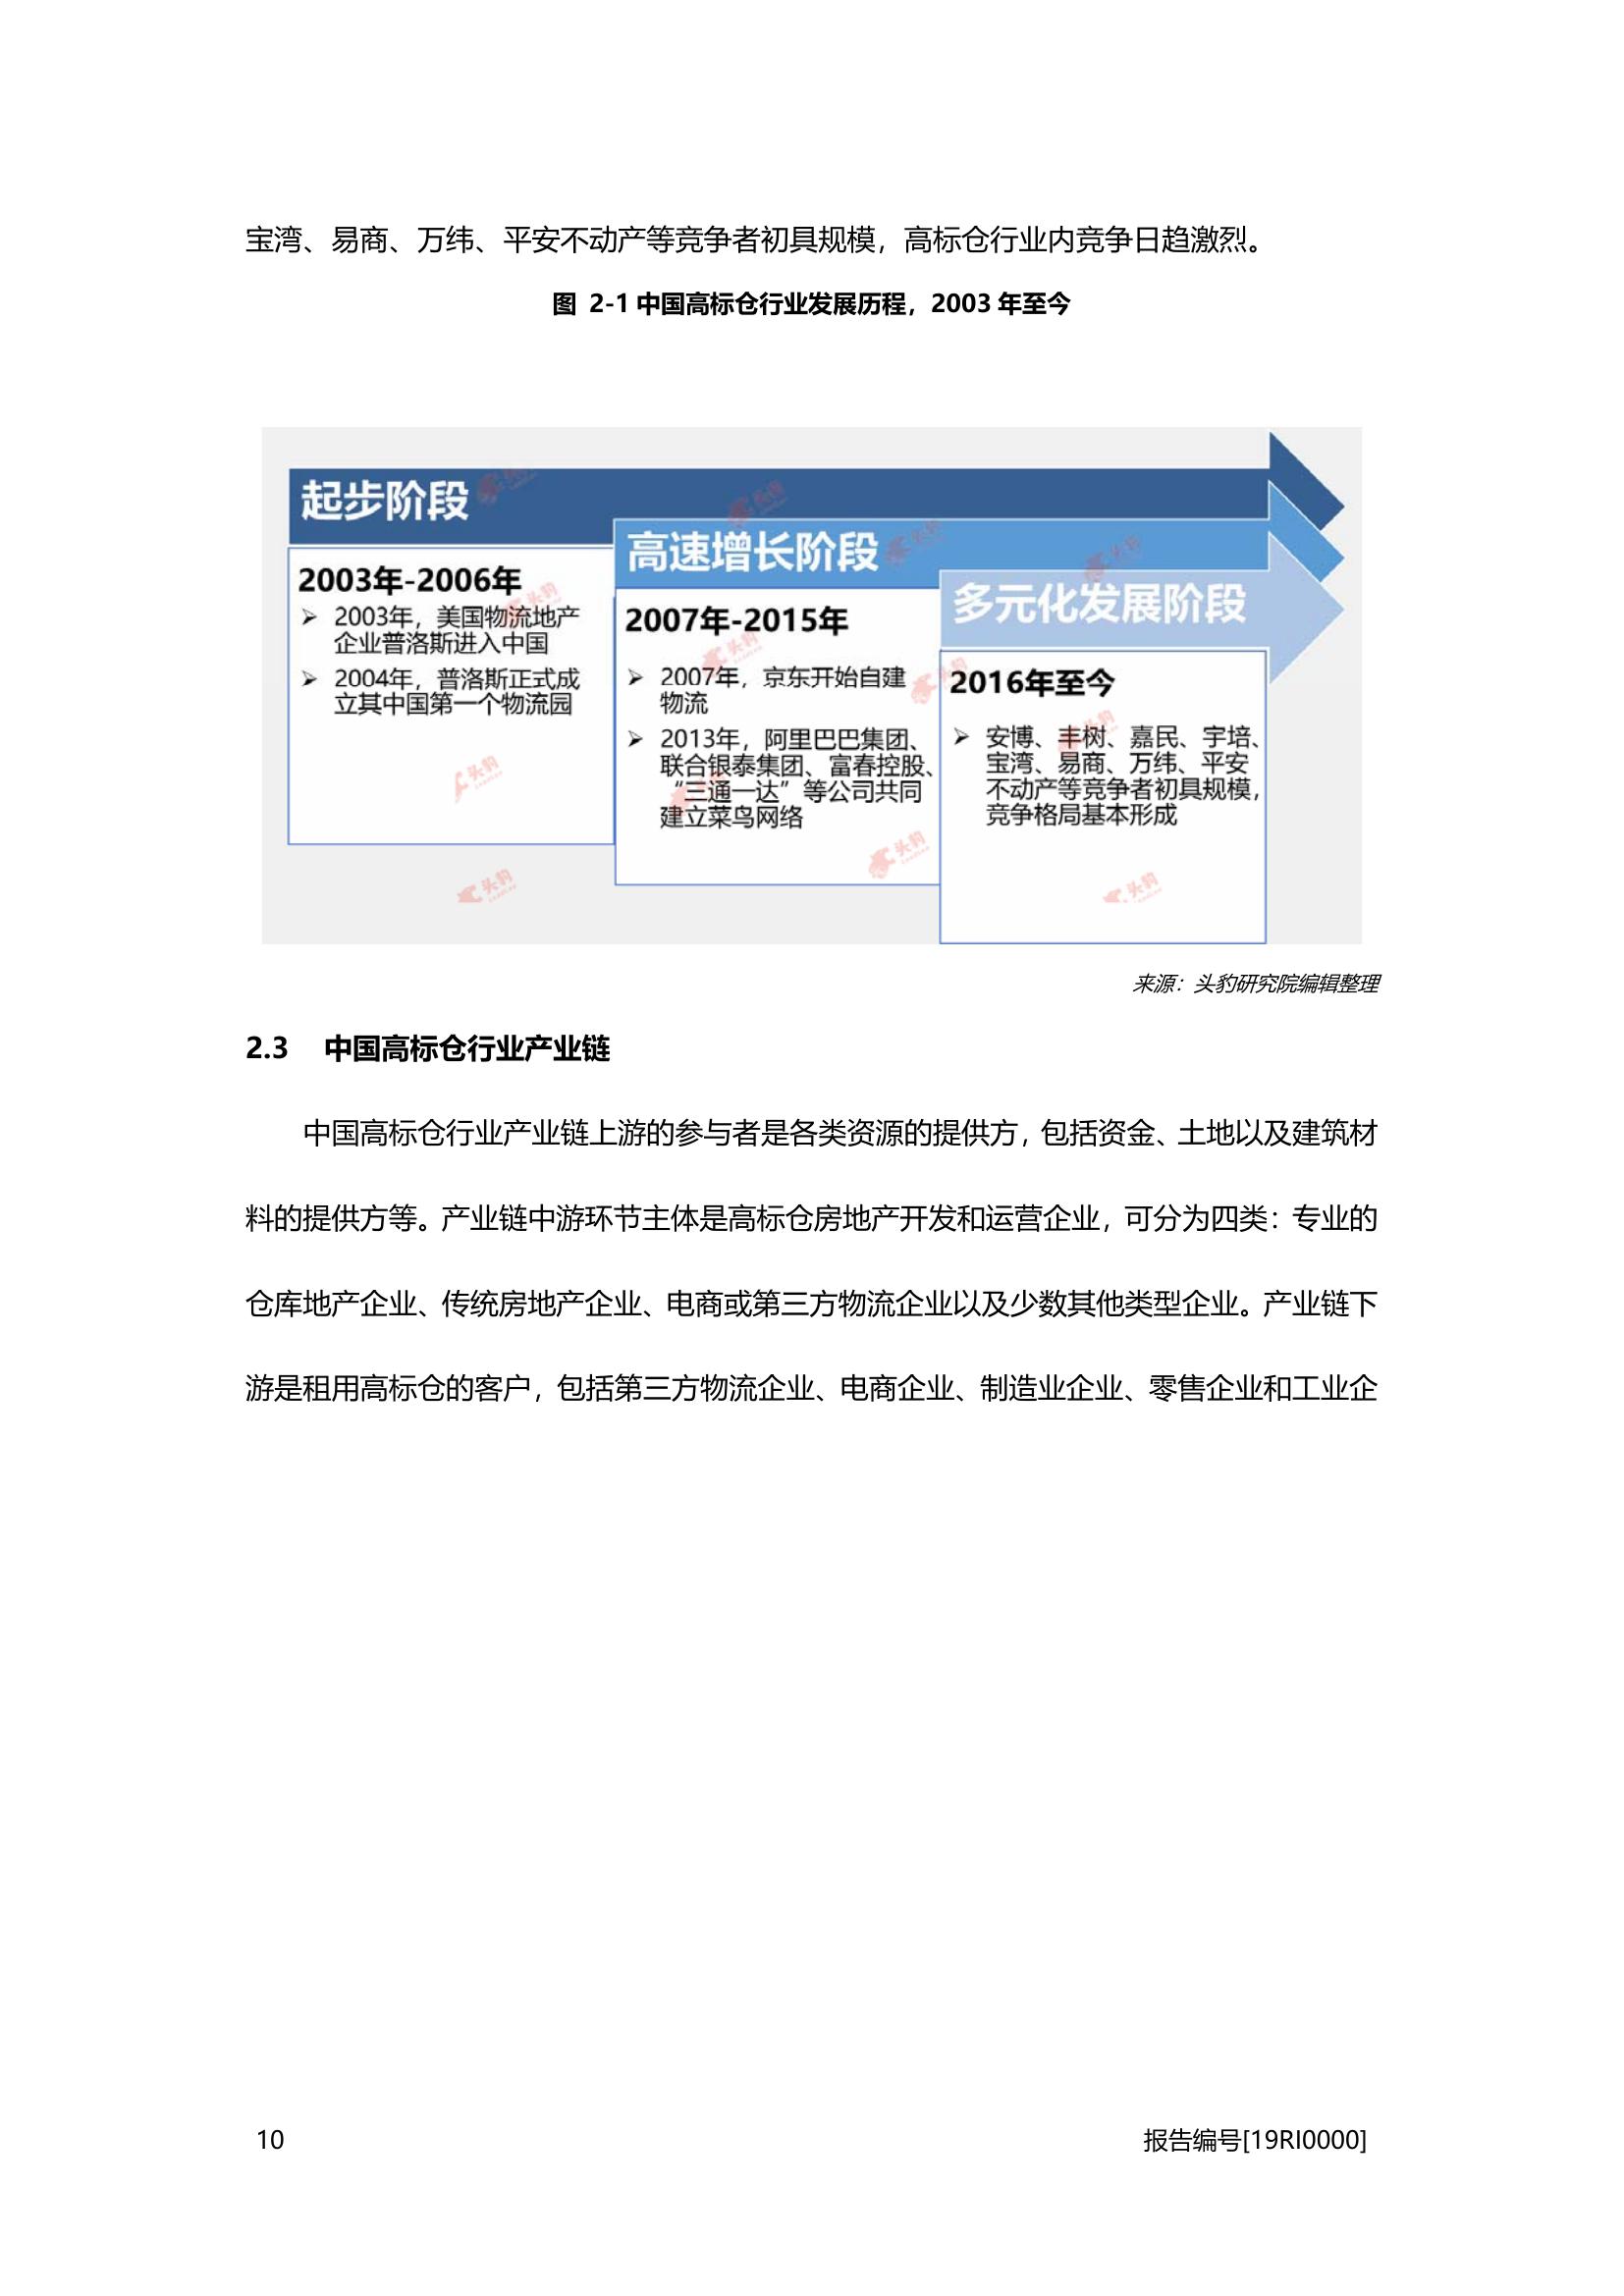 宝湾、易商、万纬、平安不动产等竞争者初具规模，高标仓行业内竞争日趋激烈。
图 2-1 中国高标仓行业发展历程，2003 年至今
起步阶段
2003年-2006年
➢ 2003年，美国物流地产
企业普洛斯进入中国
➢ 2004年，普洛斯正式成
立其中国第一个物流园
高速增长阶段
2007年-2015年
➢ 2007年，京东开始自建
物流
➢ 2013年，阿里巴巴集团、
联合银泰集团、富春控股、
“三通一达”等公司共同
建立菜鸟网络
多元化发展阶段
2016年至今
➢ 安博、丰树、嘉民、宇培、
宝湾、易商、万纬、平安
不动产等竞争者初具规模，
竞争格局基本形成
来源：头豹研究院编辑整理
2.3 中国高标仓行业产业链
中国高标仓行业产业链上游的参与者是各类资源的提供方，包括资金、土地以及建筑材
料的提供方等。产业链中游环节主体是高标仓房地产开发和运营企业，可分为四类：专业的
仓库地产企业、传统房地产企业、电商或第三方物流企业以及少数其他类型企业。产业链下
游是租用高标仓的客户，包括第三方物流企业、电商企业、制造业企业、零售企业和工业企
10
报告编号[19RI0000]